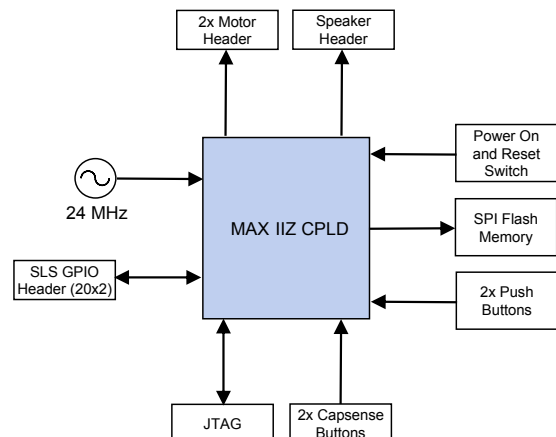 2x Motor
Header
Speaker
Header
Power On
and Reset
Switch
24 MHz
MAX IIZ CPLD
SPI Flash
Memory
SLS GPIO
Header (20x2)
2x Push
Buttons
JTAG
2x Capsense
Buttons